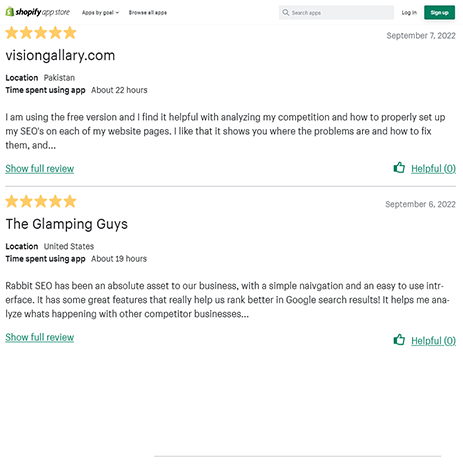 shopify app store Apps by goal Browse all apps Search apps Log in Sign up
September 7, 2022
visiongallary.com
Location Pakistan
Time spent using app About 22 hours
I am using the free version and I find it helpful with analyzing my competition and how to properly set up
my SEO's on each of my website pages. I like that it shows you where the problems are and how to fix
them, and...
Show full review Helpful (0)
September 6, 2022
The Glamping Guys
Location United States
Time spent using app About 19 hours
Rabbit SEO has been an absolute asset to our business, with a simple naivgation and an easy to use intr-
erface. It has some great features that really help us rank better in Google search results! It helps me ana-
lyze whats happening with other competitor businesses...
Show full review Helpful (0)